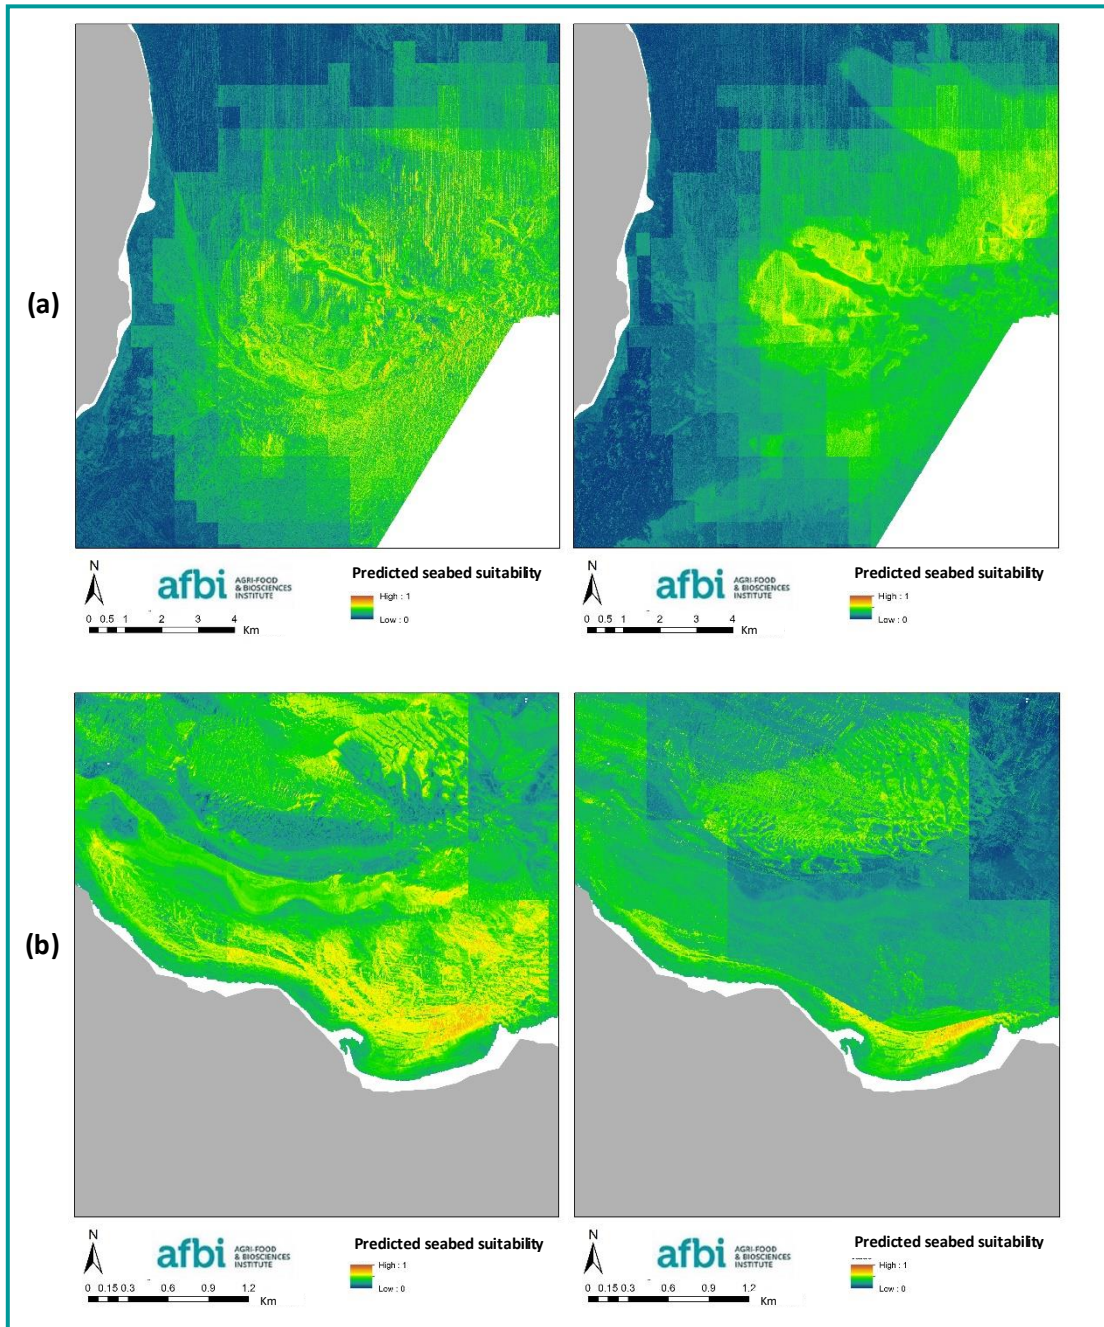 (a)
N
afbi AGRI-FOOD
& BIOSCIENCES
INSTITUTE
Predicted seabed suitability
High : 1
Low : 0
0 0.5 1 2 3 4
Km
N
afbi AGRI-FOOD
& BIOSCIENCES
INSTITUTE
Predicted seabed suitability
High : 1
Low : 0
0 0.5 1 2 3 4
Km
(b)
N
afbi AGRI-FOOD
& BIOSCIENCES
INSTITUTE
Predicted seabed suitability
High : 1
Low : 0
0 0.15 0.3 0.6 0.9 1.2
Km
N
afbi AGRI-FOOD
& BIOSCIENCES
INSTITUTE
Predicted seabed suitability
High : 1
Low : 0
0 0.15 0.3 0.6 0.9 1.2
Km